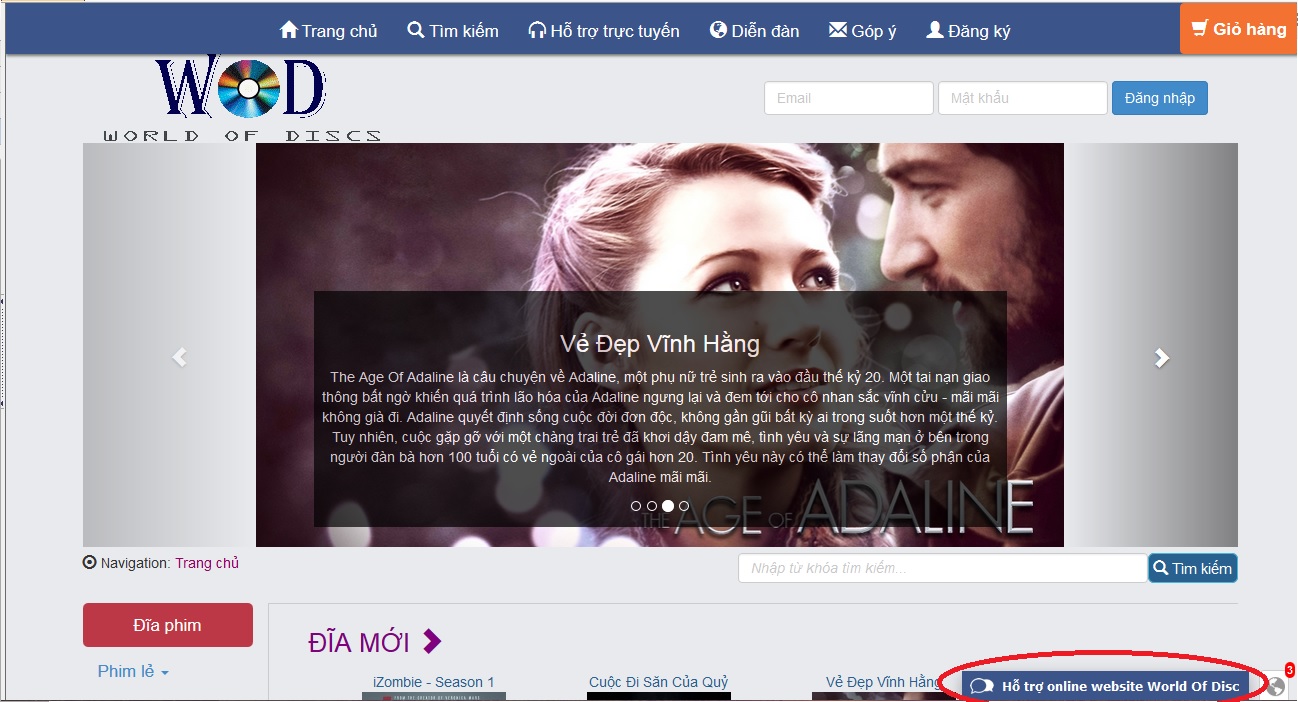 Trang chủ Tìm kiếm Hỗ trợ trực tuyến Diễn đàn Góp ý Đăng ký Giỏ hàng
WOD
WORLD OF DISCS
Email Mật khẩu Đăng nhập
Vẻ Đẹp Vĩnh Hằng
The Age Of Adaline là câu chuyện về Adaline, một phụ nữ trẻ sinh ra vào đầu thế kỷ 20. Một tai nạn giao
thông bất ngờ khiến quá trình lão hóa của Adaline ngưng lại và đem tới cho cô nhan sắc vĩnh cửu - mãi mãi
không già đi. Adaline quyết định sống cuộc đời đơn độc, không gần gũi bất kỳ ai trong suốt hơn một thế kỷ.
Tuy nhiên, cuộc gặp gỡ với một chàng trai trẻ đã khơi dậy đam mê, tình yêu và sự lãng mạn ở bên trong
người đàn bà hơn 100 tuổi có vẻ ngoài của cô gái hơn 20. Tình yêu này có thể làm thay đổi số phận của
Adaline mãi mãi.
THE AGE OF ADALINE
Navigation: Trang chủ
Nhập từ khóa tìm kiếm... Tìm kiếm
Đĩa phim
ĐĨA MỚI
Phim lẻ
iZombie - Season 1 Cuộc Đi Săn Của Quỷ Vẻ Đẹp Vĩnh Hằng
Hỗ trợ online website World Of Disc
3